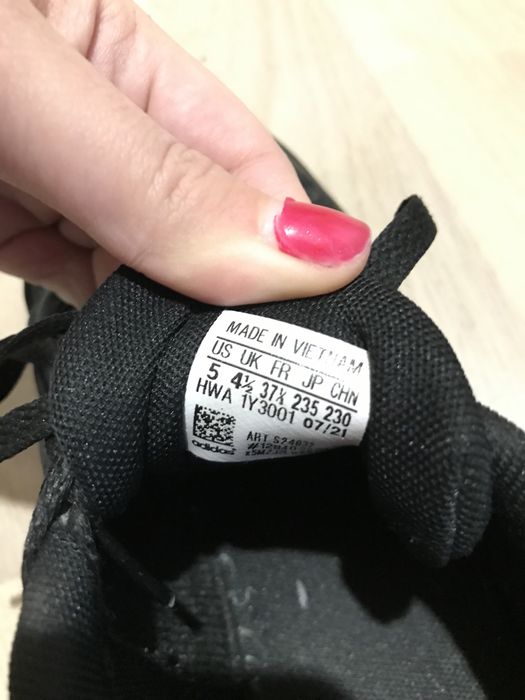 MADE IN VIETNAM
US UK FR JP CHN
5 4½ 37⅓ 235 230
HWA 1Y3001 07/21
ART
adidas